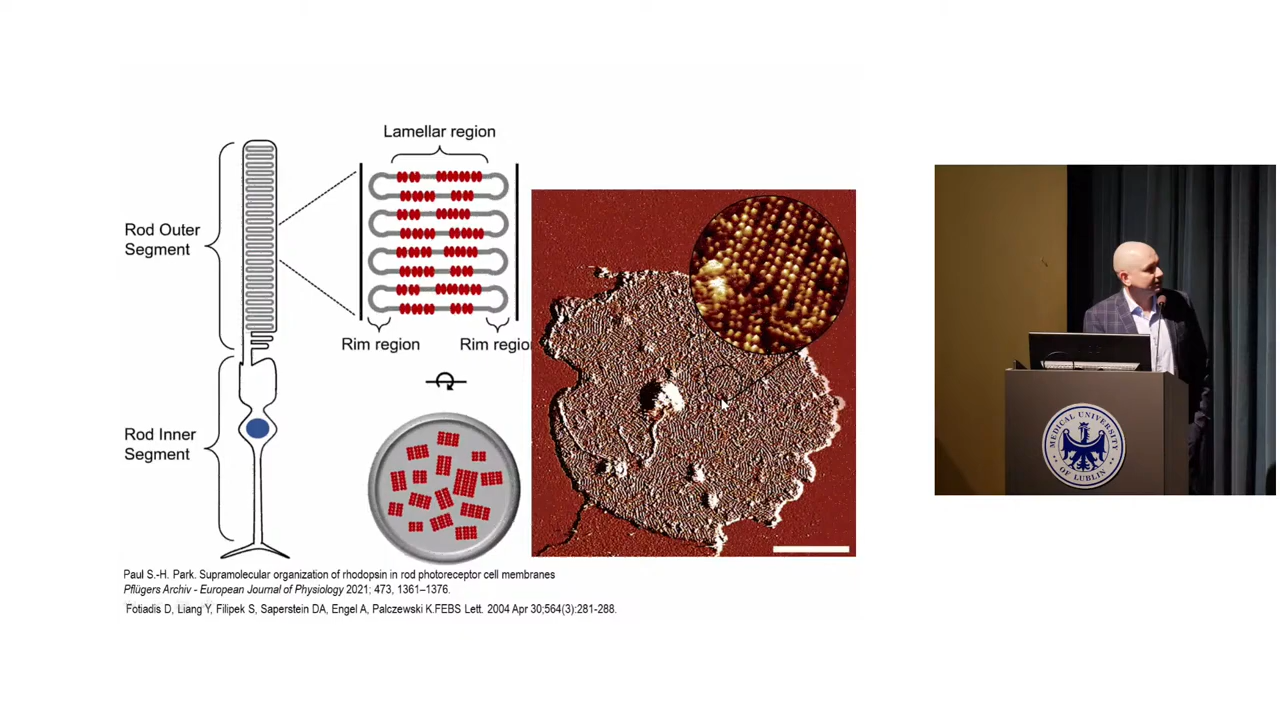 Lamellar region
Rod Outer
Segment
Rim region
Rim region
Rod Inner
Segment
Paul S.-H. Park. Supramolecular organization of rhodopsin in rod photoreceptor cell membranes
Pflügers Archiv - European Journal of Physiology 2021; 473, 1361–1376.
Fotiadis D, Liang Y, Filipek S, Saperstein DA, Engel A, Palczewski K.FEBS Lett. 2004 Apr 30;564(3):281-288.
MEDICAL UNIVERSITY
OF LUBLIN